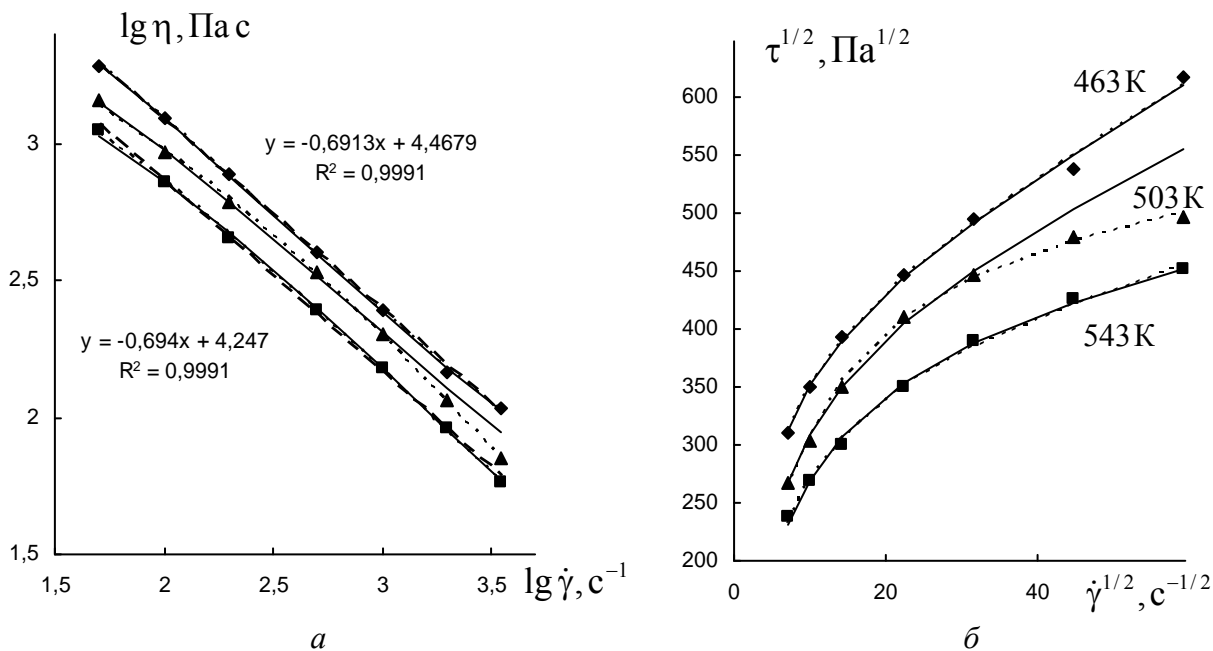 lg η, Па с
3
2,5
2
1,5
y = -0,6913x + 4,4679
R² = 0,9991
y = -0,694x + 4,247
R² = 0,9991
1,5
2
2,5
3
3,5
lg γ̇, с⁻¹
а
τ^{1/2}, Па^{1/2}
600
550
500
450
400
350
300
250
200
463 К
503 К
543 К
0
20
40
γ̇^{1/2}, с^{-1/2}
б